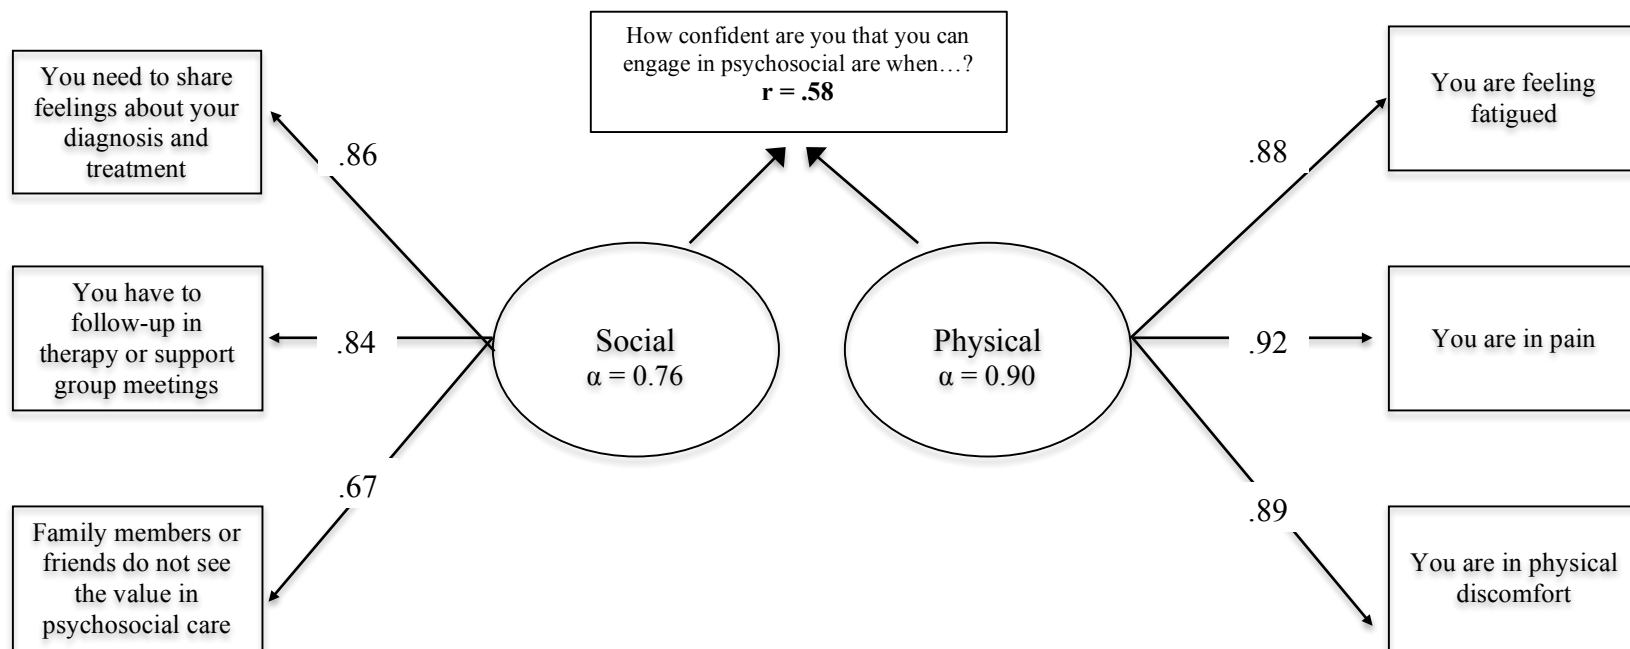 How confident are you that you can
engage in psychosocial are when…?
r = .58
You need to share
feelings about your
diagnosis and
treatment
.86
You have to
follow-up in
therapy or support
group meetings
.84
Family members or
friends do not see
the value in
psychosocial care
.67
Social
α = 0.76
Physical
α = 0.90
.88
You are feeling
fatigued
.92
You are in pain
.89
You are in physical
discomfort